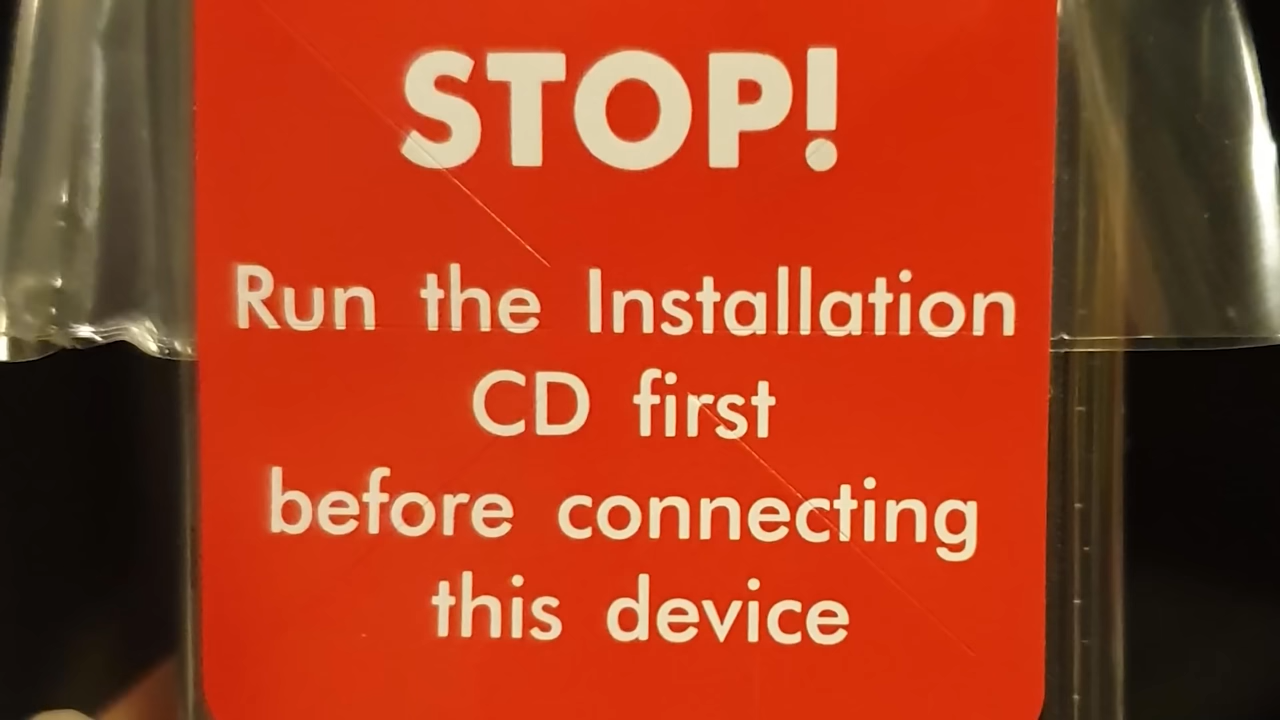 STOP!
Run the Installation
CD first
before connecting
this device